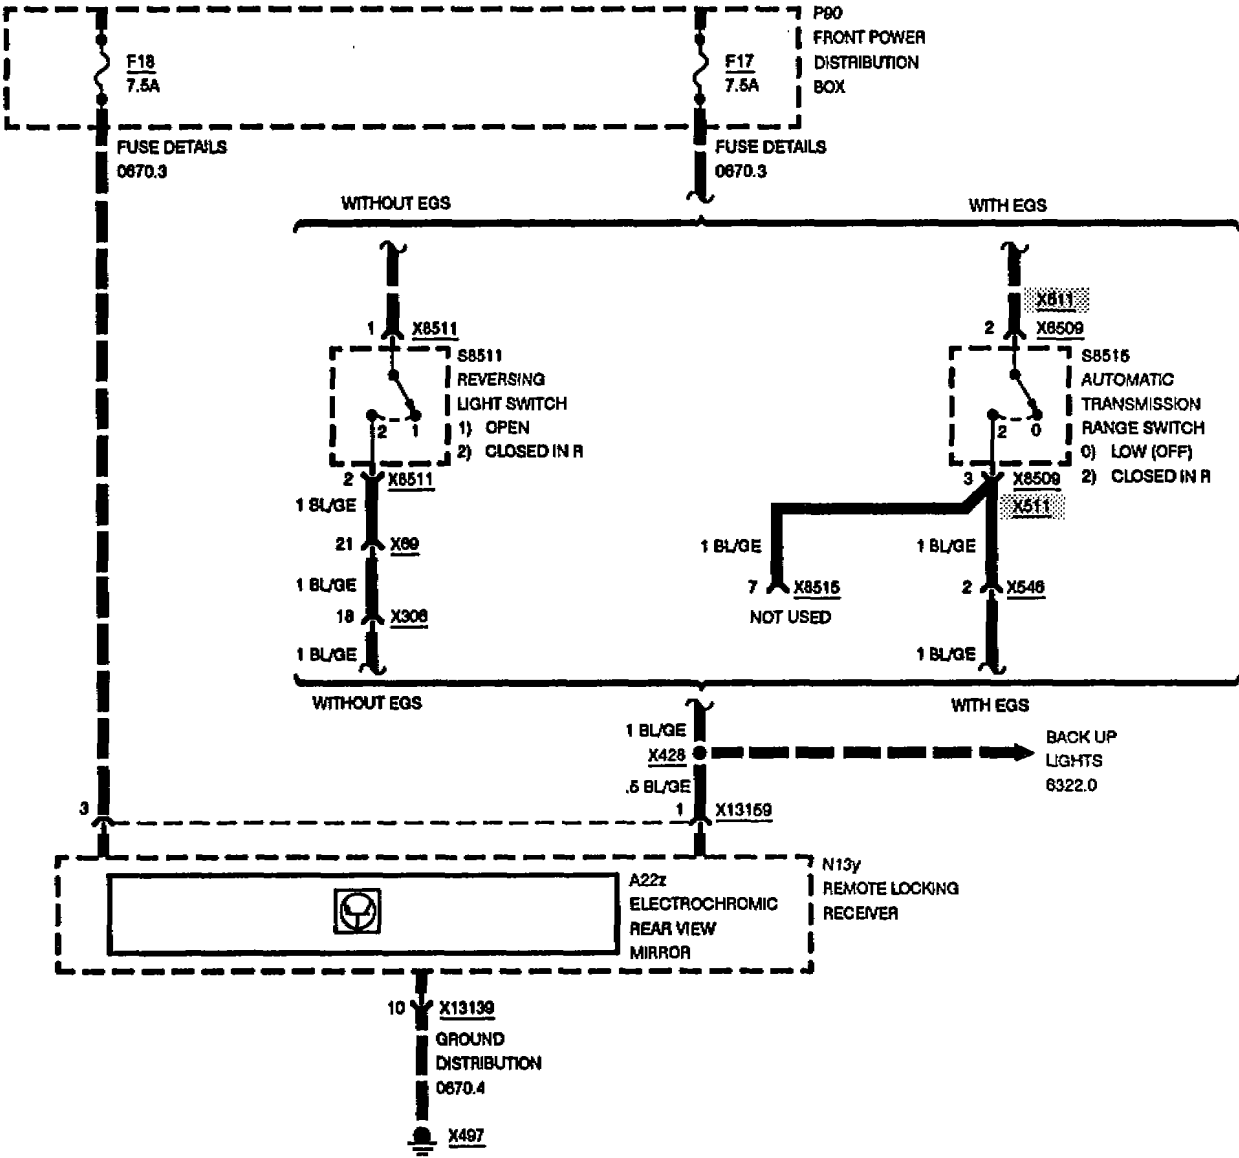 P90
FRONT POWER
DISTRIBUTION
BOX
F18
7.5A
F17
7.5A
FUSE DETAILS
0670.3
FUSE DETAILS
0670.3
WITHOUT EGS
WITH EGS
1 X8511
S8511
REVERSING
LIGHT SWITCH
1) OPEN
2) CLOSED IN R
2 1
2 X8511
1 BL/GE
21 X69
1 BL/GE
18 X306
1 BL/GE
X811
2 X8509
S8515
AUTOMATIC
TRANSMISSION
RANGE SWITCH
0) LOW (OFF)
2) CLOSED IN R
2 0
3 X8509
X511
1 BL/GE
7 X8515
NOT USED
1 BL/GE
2 X546
1 BL/GE
WITHOUT EGS
WITH EGS
1 BL/GE
X428
BACK UP
LIGHTS
6322.0
.5 BL/GE
3
1 X13159
N13y
REMOTE LOCKING
RECEIVER
A22z
ELECTROCHROMIC
REAR VIEW
MIRROR
10 X13139
GROUND
DISTRIBUTION
0670.4
X497